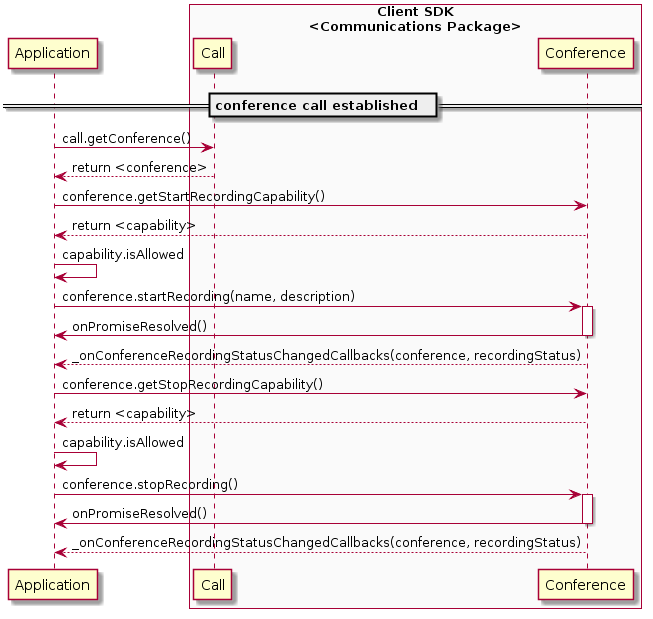 Client SDK
<Communications Package>
Application
Call
Conference
conference call established
call.getConference()
return <conference>
conference.getStartRecordingCapability()
return <capability>
capability.isAllowed
conference.startRecording(name, description)
onPromiseResolved()
_onConferenceRecordingStatusChangedCallbacks(conference, recordingStatus)
conference.getStopRecordingCapability()
return <capability>
capability.isAllowed
conference.stopRecording()
onPromiseResolved()
_onConferenceRecordingStatusChangedCallbacks(conference, recordingStatus)
Application
Call
Conference